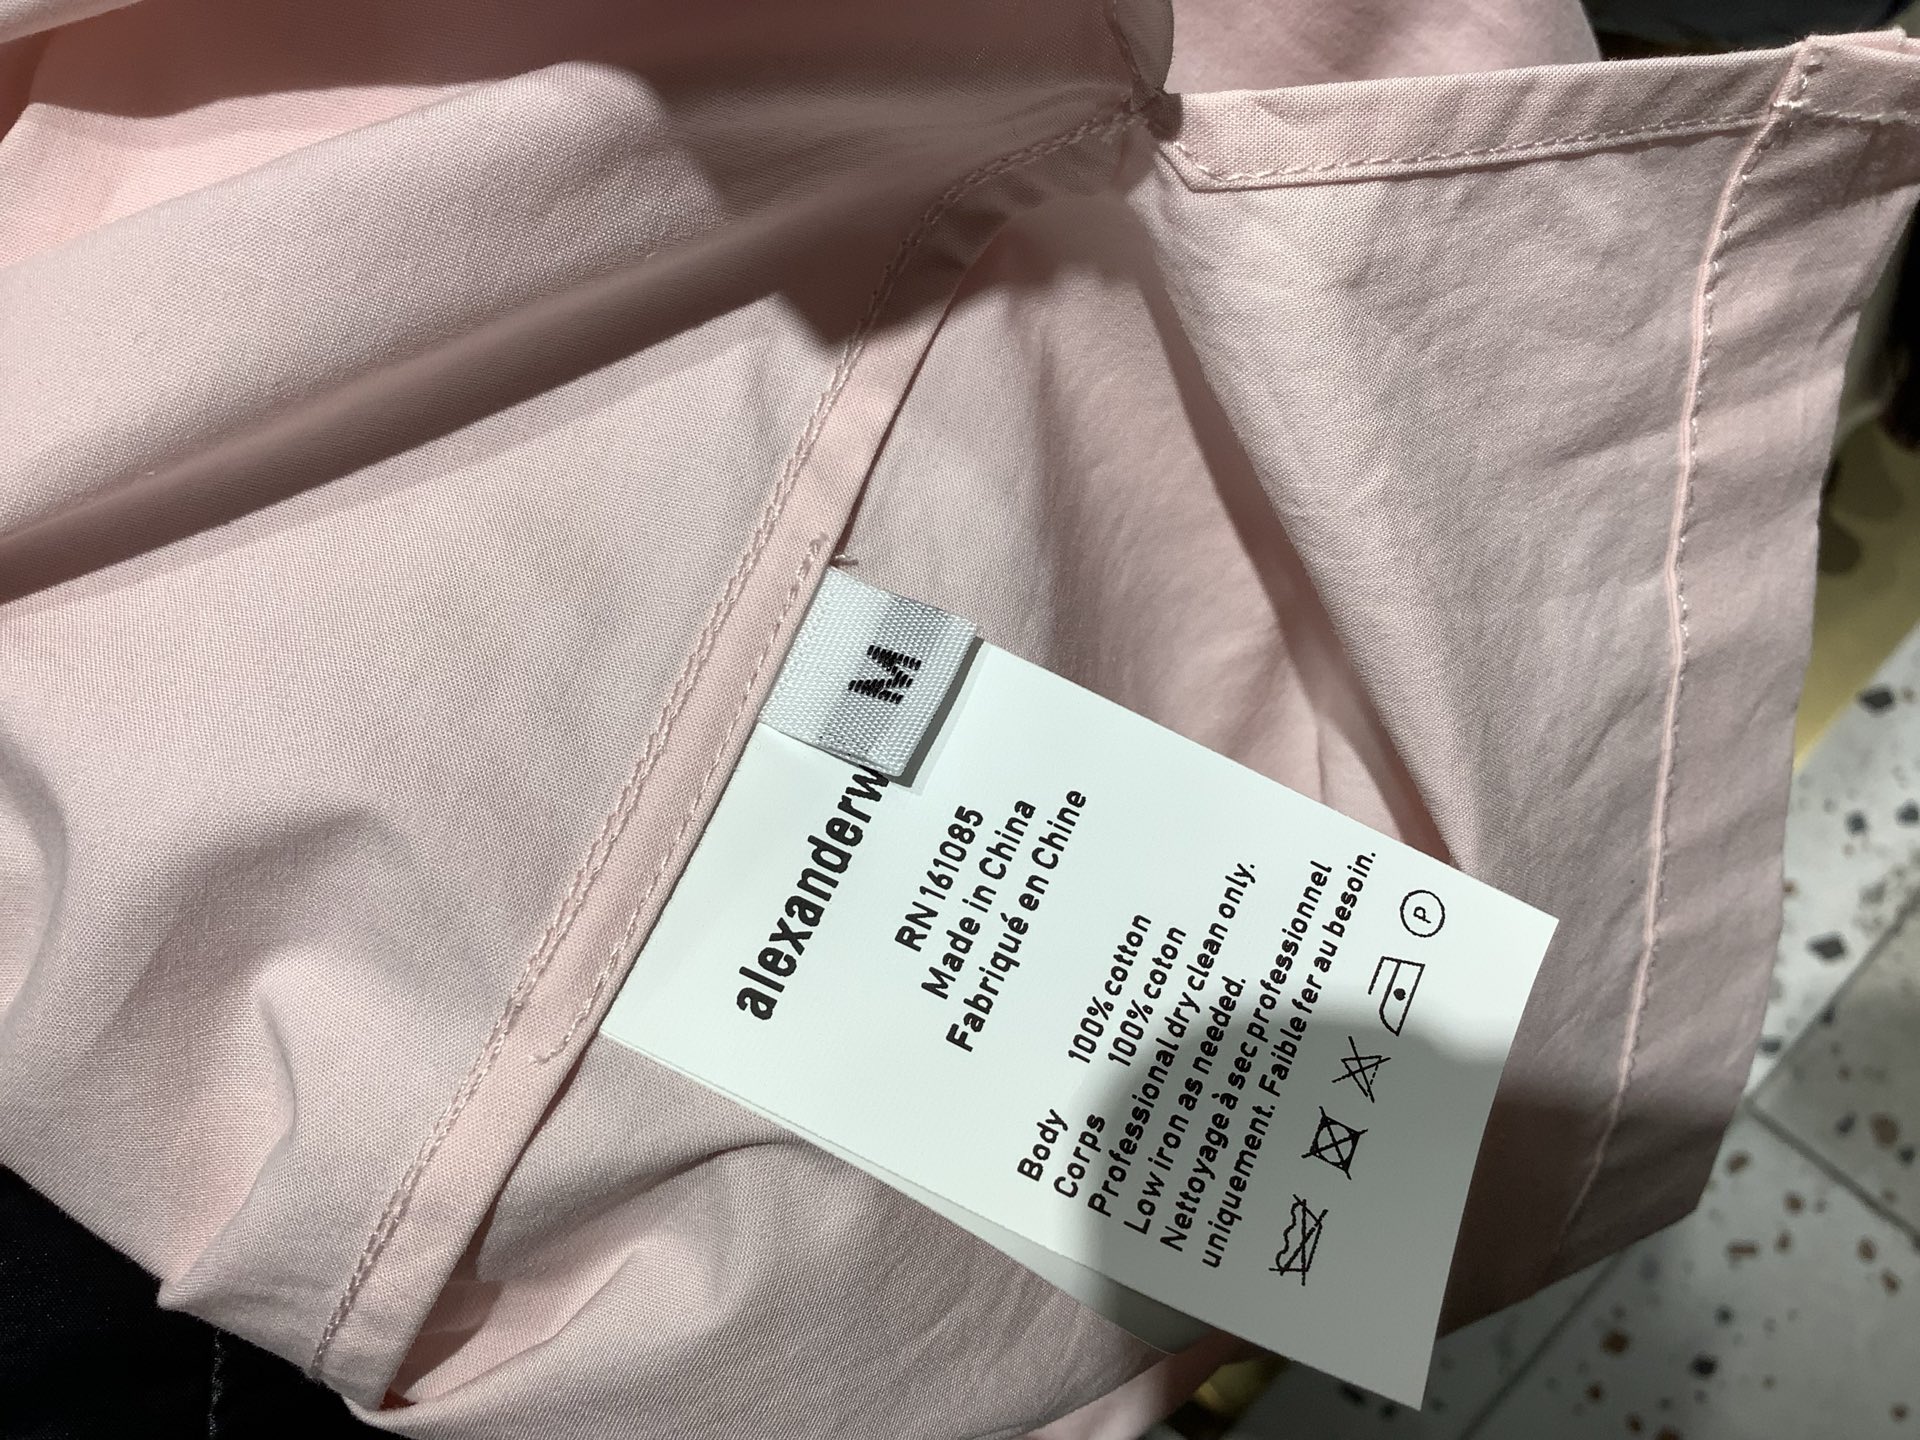 M
alexanderw
RN 161085
Made in China
Fabriqué en Chine
Body 100% cotton
Corps 100% coton
Professional dry clean only.
Low iron as needed.
Nettoyage à sec professionnel
uniquement. Faible fer au besoin.
P